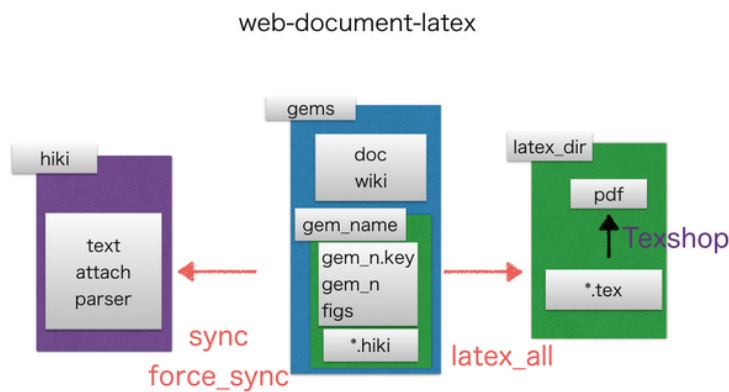 web-document-latex
hiki
text
attach
parser
gems
doc
wiki
gem_name
gem_n.key
gem_n
figs
*.hiki
sync
force_sync
latex_all
latex_dir
pdf
Texshop
*.tex